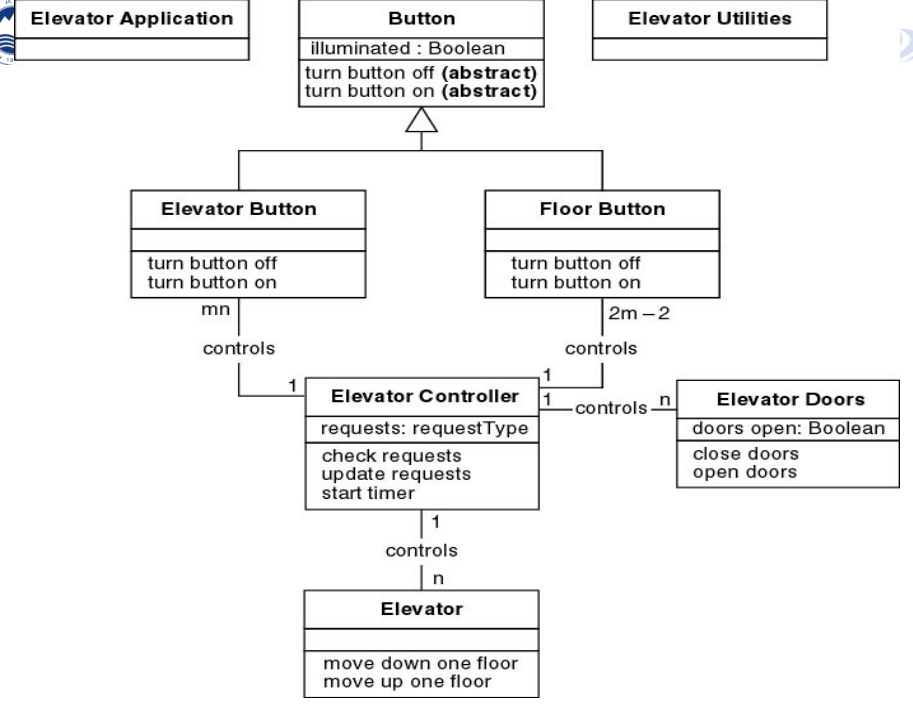 Elevator Application
Button
illuminated : Boolean
turn button off (abstract)
turn button on (abstract)
Elevator Utilities
Elevator Button
turn button off
turn button on
Floor Button
turn button off
turn button on
mn
controls
1
2m – 2
controls
1
Elevator Controller
requests: requestType
check requests
update requests
start timer
1
controls
n
Elevator Doors
doors open: Boolean
close doors
open doors
1
controls
n
Elevator
move down one floor
move up one floor